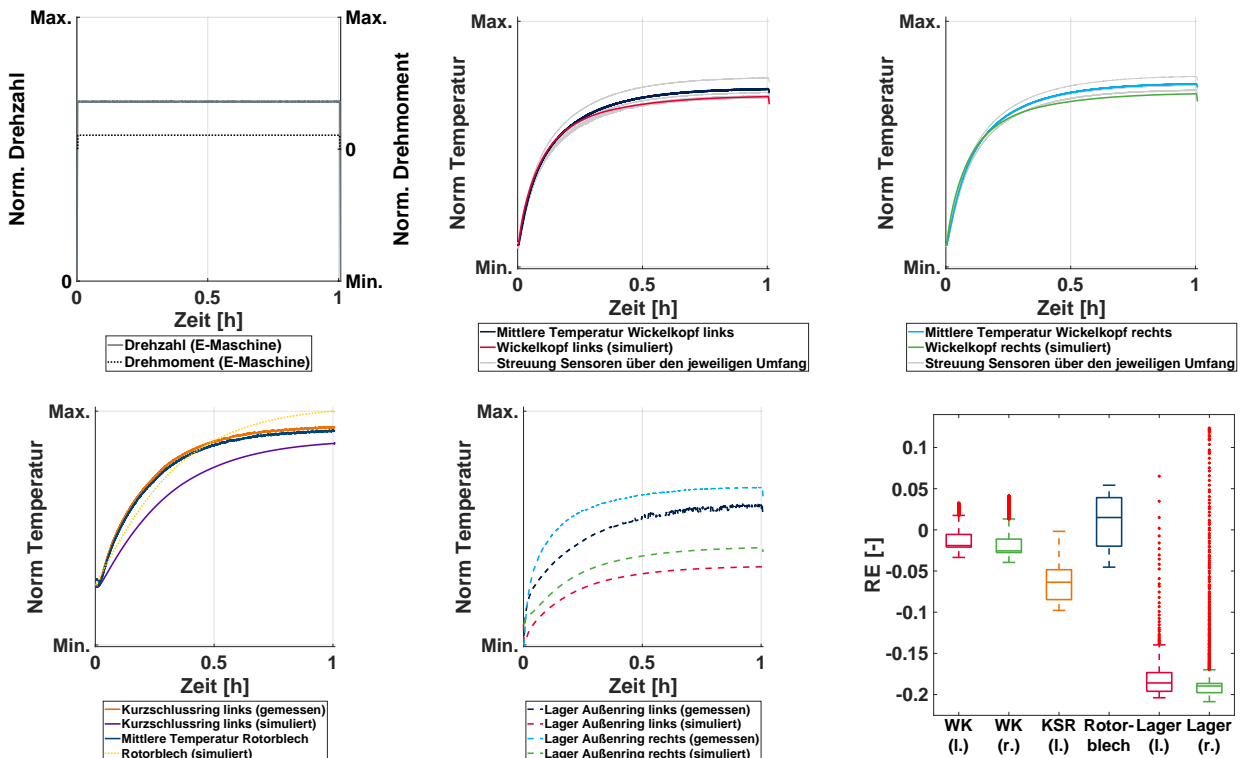 Max.
Max.
Norm. Drehzahl
0
Norm. Drehmoment
0
Min.
0
0.5
1
Zeit [h]
Drehzahl (E-Maschine)
Drehmoment (E-Maschine)
Max.
Norm Temperatur
Min.
0
0.5
1
Zeit [h]
Mittlere Temperatur Wickelkopf links
Wickelkopf links (simuliert)
Streuung Sensoren über den jeweiligen Umfang
Max.
Norm Temperatur
Min.
0
0.5
1
Zeit [h]
Mittlere Temperatur Wickelkopf rechts
Wickelkopf rechts (simuliert)
Streuung Sensoren über den jeweiligen Umfang
Max.
Norm Temperatur
Min.
0
0.5
1
Zeit [h]
Kurzschlussring links (gemessen)
Kurzschlussring links (simuliert)
Mittlere Temperatur Rotorblech
Rotorblech (simuliert)
Max.
Norm Temperatur
Min.
0
0.5
1
Zeit [h]
Lager Außenring links (gemessen)
Lager Außenring links (simuliert)
Lager Außenring rechts (gemessen)
Lager Außenring rechts (simuliert)
RE [-]
0.1
0.05
0
-0.05
-0.1
-0.15
-0.2
WK WK KSR Rotor- Lager Lager
(l.) (r.) (l.) blech (l.) (r.)